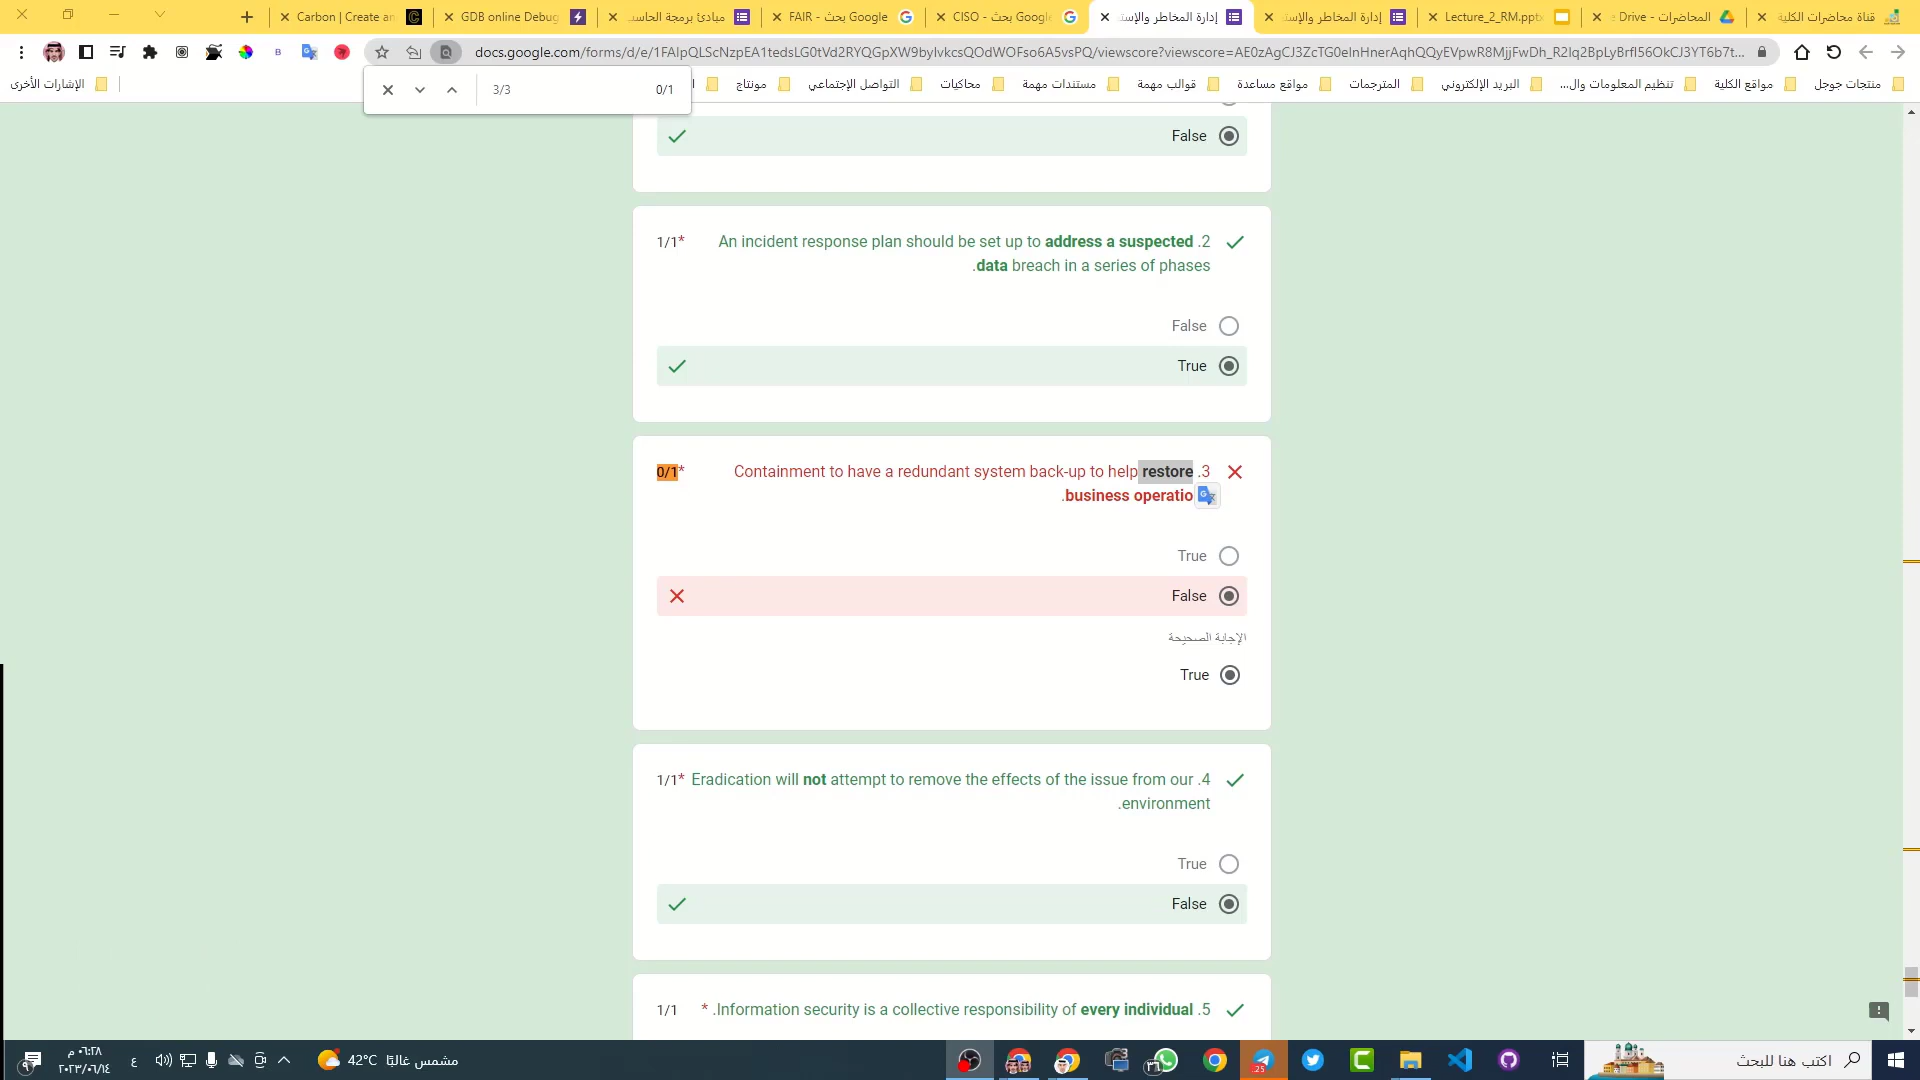 Carbon | Create an
GDB online Debug
مبادئ برمجة الحاسب
FAIR - بحث Google
CISO - بحث Google
إدارة المخاطر والإستـ
إدارة المخاطر والإستـ
Lecture_2_RM.pptx
المحاضرات - Drive
قناة محاضرات الكلية
docs.google.com/forms/d/e/1FAIpQLScNzpEA1tedsLG0tVd2RYQGpXW9bylvkcsQOdWOFso6A5vsPQ/viewscore?viewscore=AE0zAgCJ3ZcTG0eInHnerAqhQQyEVpwR8MjjFwDh_R2Iq2BpLyBrfl56OkCJ3YT6b7t...
منتجات جوجل
مواقع الكلية
تنظيم المعلومات وال...
البريد الإلكتروني
المترجمات
مواقع مساعدة
قوالب مهمة
مستندات مهمة
محاكيات
التواصل الإجتماعي
مونتاج
الإشارات الأخرى
3/3
0/1
False
1/1*
An incident response plan should be set up to address a suspected .2
.data breach in a series of phases
False
True
0/1*
Containment to have a redundant system back-up to help restore .3
.business operatio
True
False
الإجابة الصحيحة
True
1/1*
Eradication will not attempt to remove the effects of the issue from our .4
.environment
True
False
1/1
* .Information security is a collective responsibility of every individual .5
اكتب هنا للبحث
25
42°C مشمس غالبًا
ع
٠٦:٢٨ م
٢٠٢٣/٠٦/١٤